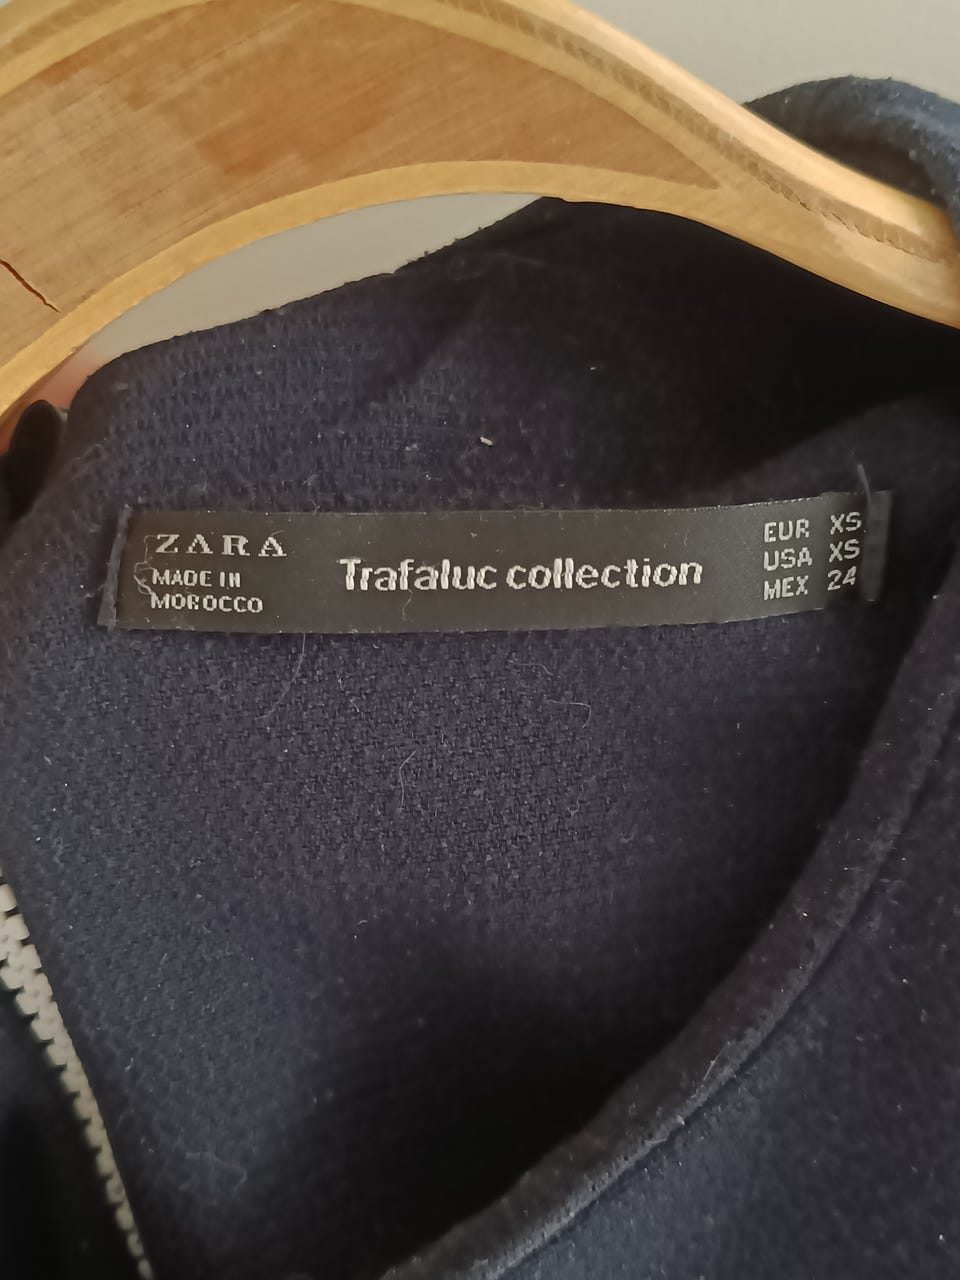 ZARA
MADE IN
MOROCCO
Trafaluc collection
EUR XS
USA XS
MEX 24